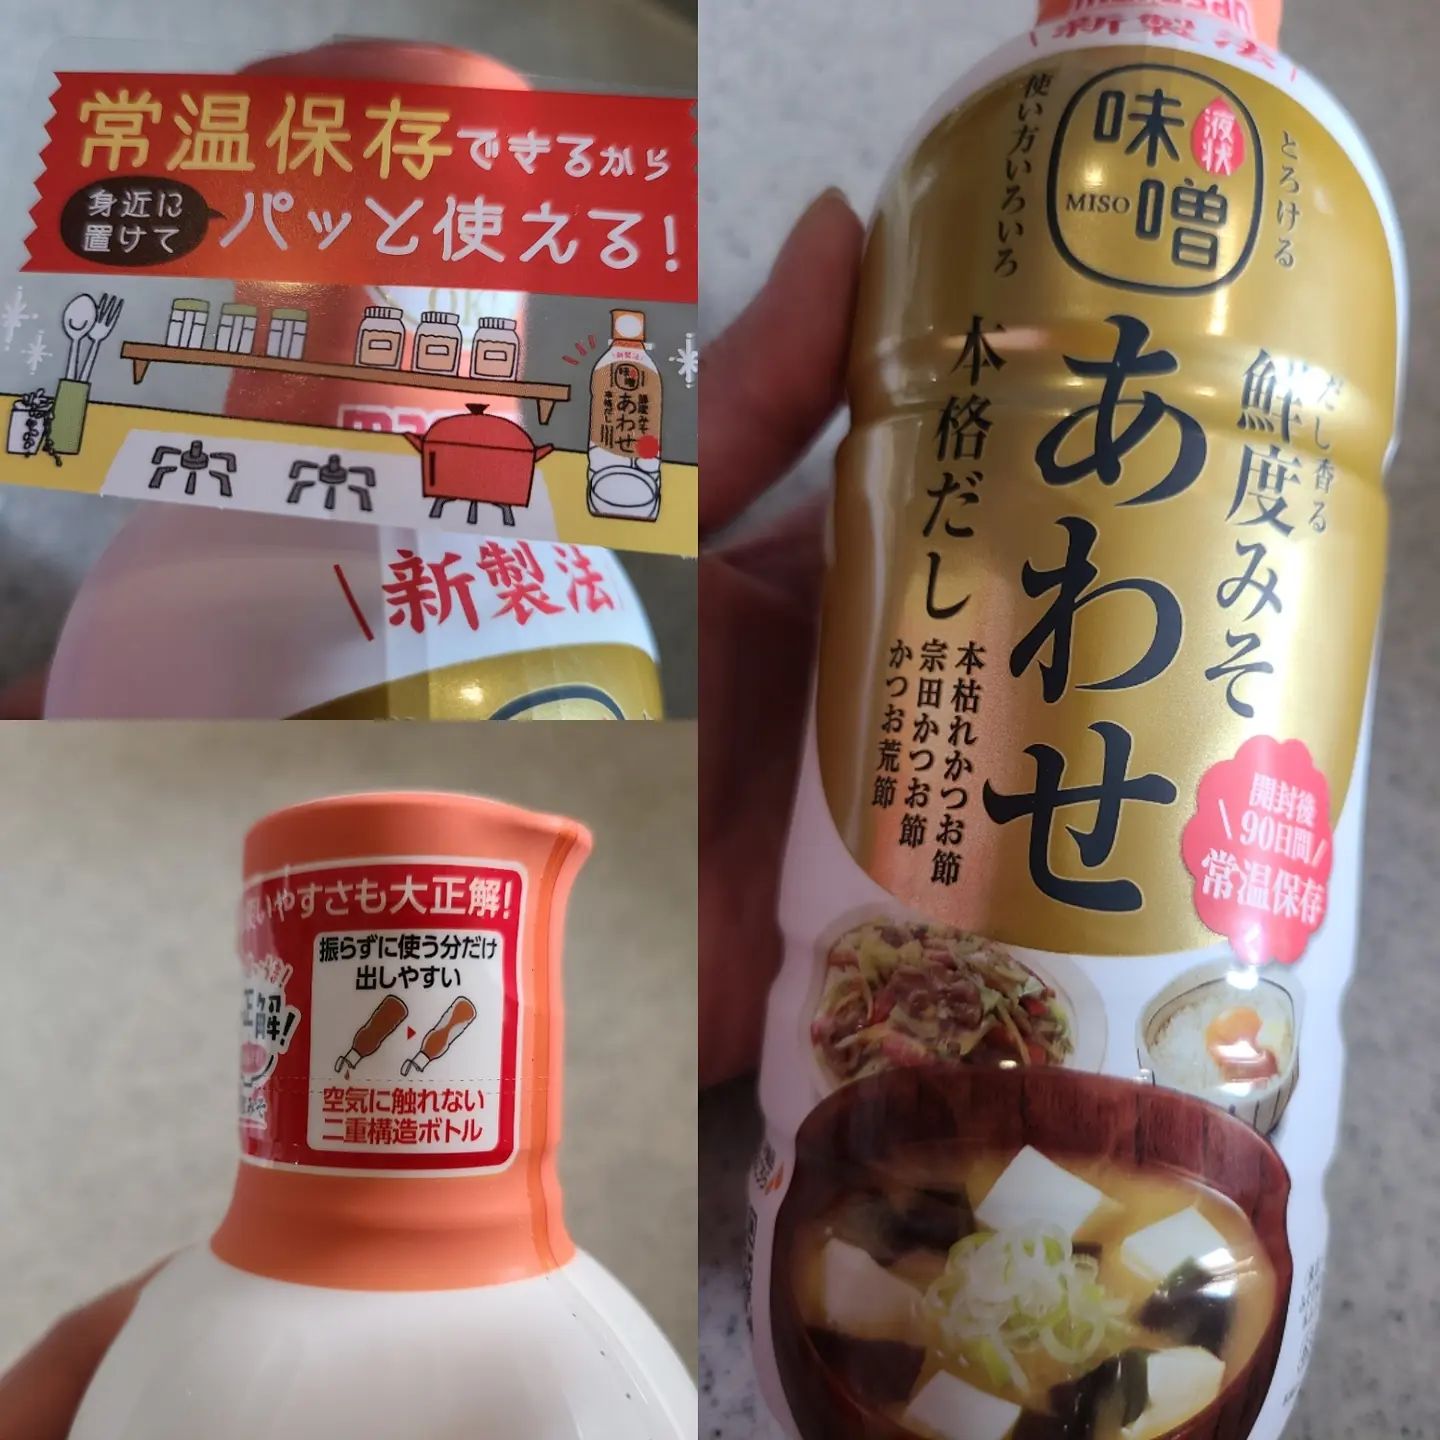 常温保存できるから
身近に
置けて
パッと使える!
味噌
あわせ
新製法
使いやすさも大正解!
正解!
振らずに使う分だけ
出しやすい
空気に触れない
二重構造ボトル
新製法
とろける
液状
味噌
MISO
使い方いろいろ
だし香る
鮮度みそ
あわせ
本格だし
本枯れかつお節
宗田かつお節
かつお荒節
開封後
90日間
常温保存